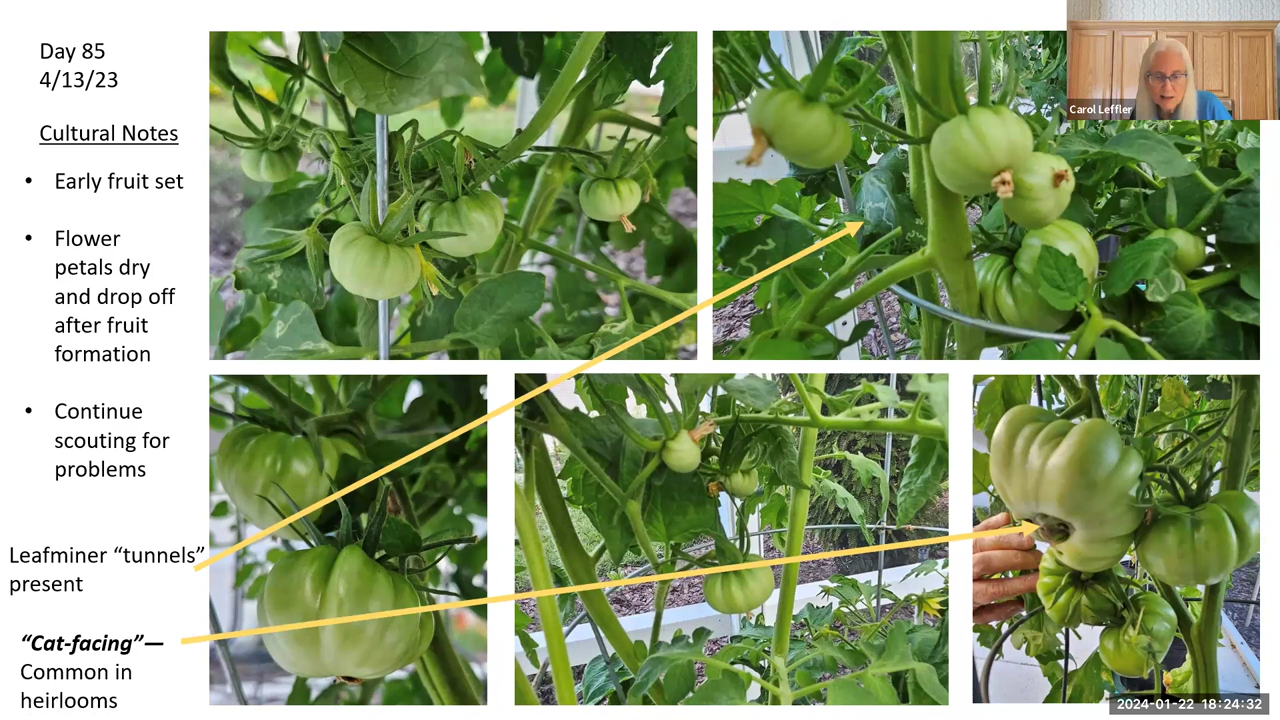 Day 85
4/13/23
Cultural Notes
• Early fruit set
• Flower
petals dry
and drop off
after fruit
formation
• Continue
scouting for
problems
Leafminer “tunnels”
present
“Cat-facing”—
Common in
heirlooms
Carol Leffler
2024-01-22 18:24:32